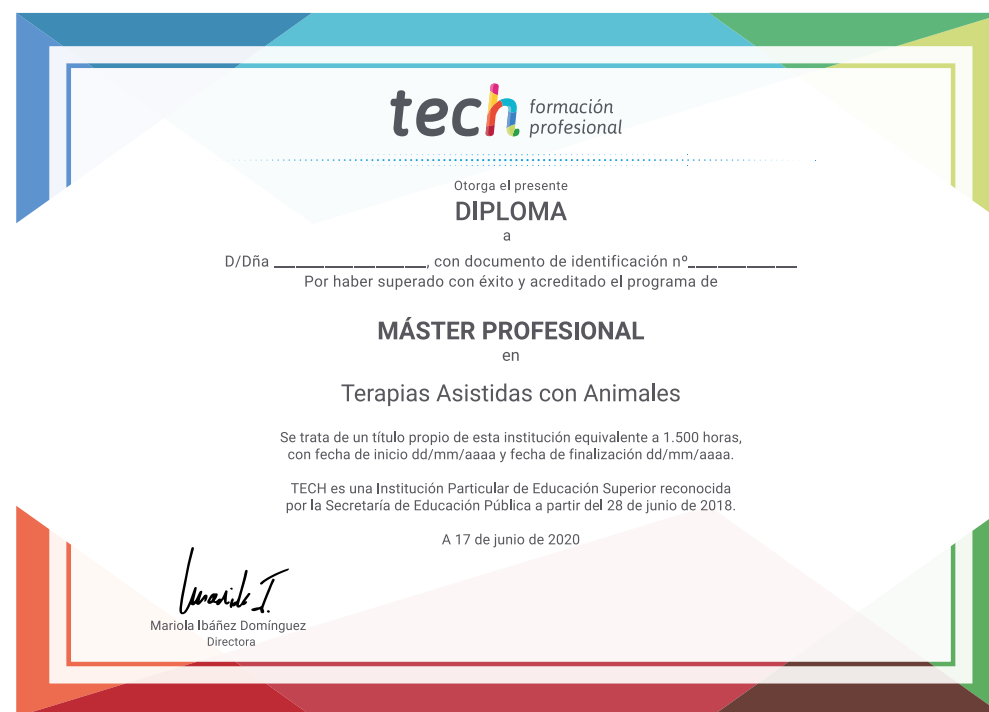 tech formación
profesional
Otorga el presente
DIPLOMA
a
D/Dña ______________, con documento de identificación nº__________
Por haber superado con éxito y acreditado el programa de
MÁSTER PROFESIONAL
en
Terapias Asistidas con Animales
Se trata de un título propio de esta institución equivalente a 1.500 horas,
con fecha de inicio dd/mm/aaaa y fecha de finalización dd/mm/aaaa.
TECH es una Institución Particular de Educación Superior reconocida
por la Secretaría de Educación Pública a partir del 28 de junio de 2018.
A 17 de junio de 2020
Mariola I.
Mariola Ibáñez Domínguez
Directora